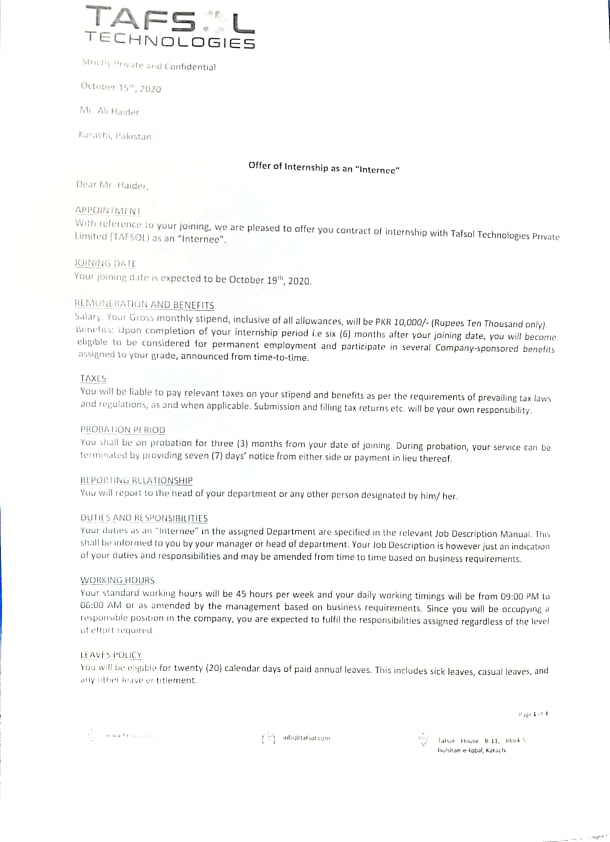 TAFSOL
TECHNOLOGIES
Strictly Private and Confidential
October 15th, 2020
Mr. Ali Haider
Karachi, Pakistan
Offer of Internship as an "Internee"
Dear Mr. Haider,
APPOINTMENT
With reference to your joining, we are pleased to offer you contract of internship with Tafsol Technologies Private
Limited (TAFSOL) as an "Internee".
JOINING DATE
Your joining date is expected to be October 19th, 2020.
REMUNERATION AND BENEFITS
Salary: Your Gross monthly stipend, inclusive of all allowances, will be PKR 10,000/- (Rupees Ten Thousand only).
Benefits: Upon completion of your internship period i.e six (6) months after your joining date, you will become
eligible to be considered for permanent employment and participate in several Company-sponsored benefits
assigned to your grade, announced from time-to-time.
TAXES
You will be liable to pay relevant taxes on your stipend and benefits as per the requirements of prevailing tax laws
and regulations, as and when applicable. Submission and filling tax returns etc. will be your own responsibility.
PROBATION PERIOD
You shall be on probation for three (3) months from your date of joining. During probation, your service can be
terminated by providing seven (7) days' notice from either side or payment in lieu thereof.
REPORTING RELATIONSHIP
You will report to the head of your department or any other person designated by him/ her.
DUTIES AND RESPONSIBILITIES
Your duties as an "Internee" in the assigned Department are specified in the relevant Job Description Manual. This
shall be informed to you by your manager or head of department. Your Job Description is however just an indication
of your duties and responsibilities and may be amended from time to time based on business requirements.
WORKING HOURS
Your standard working hours will be 45 hours per week and your daily working timings will be from 09:00 PM to
06:00 AM or as amended by the management based on business requirements. Since you will be occupying a
responsible position in the company, you are expected to fulfil the responsibilities assigned regardless of the level
of effort required.
LEAVES POLICY
You will be eligible for twenty (20) calendar days of paid annual leaves. This includes sick leaves, casual leaves, and
any other leave entitlement.
Page 1 of
info@tafsol.com
Tafsol House B-11, Block
Gulshan-e-Iqbal, Karachi